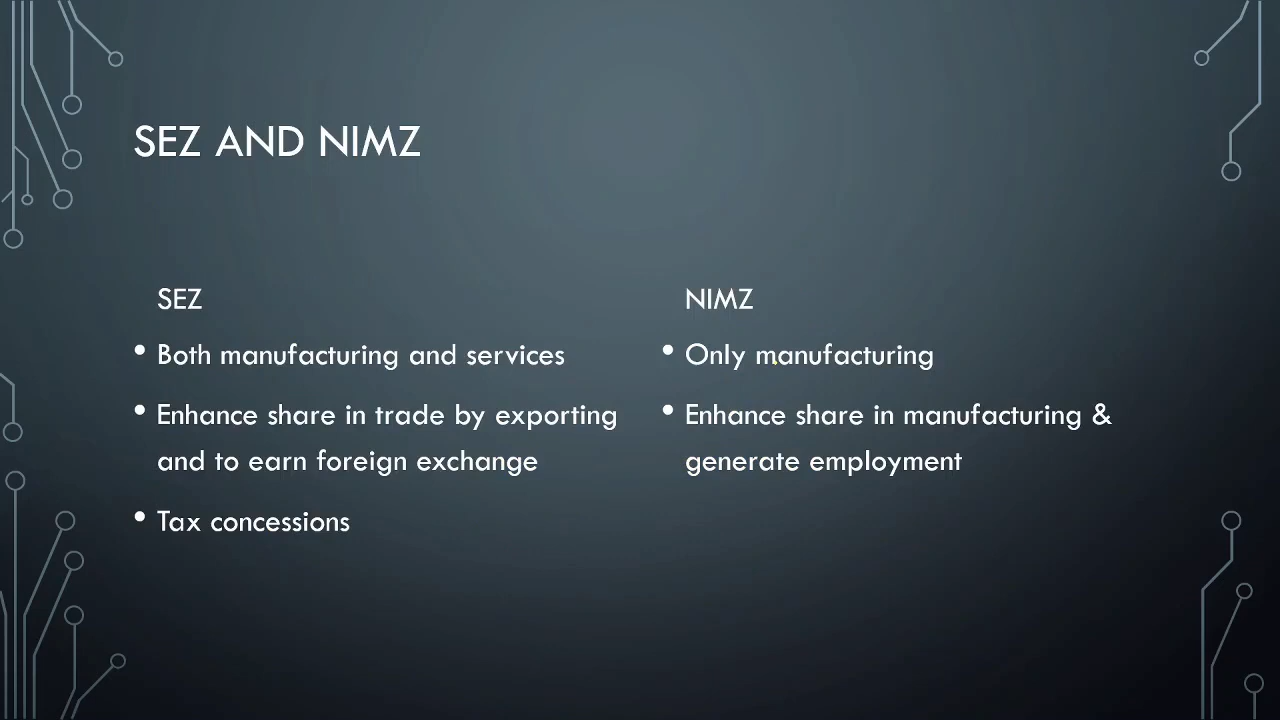 SEZ AND NIMZ
SEZ
• Both manufacturing and services
• Enhance share in trade by exporting
and to earn foreign exchange
• Tax concessions
NIMZ
• Only manufacturing
• Enhance share in manufacturing &
generate employment